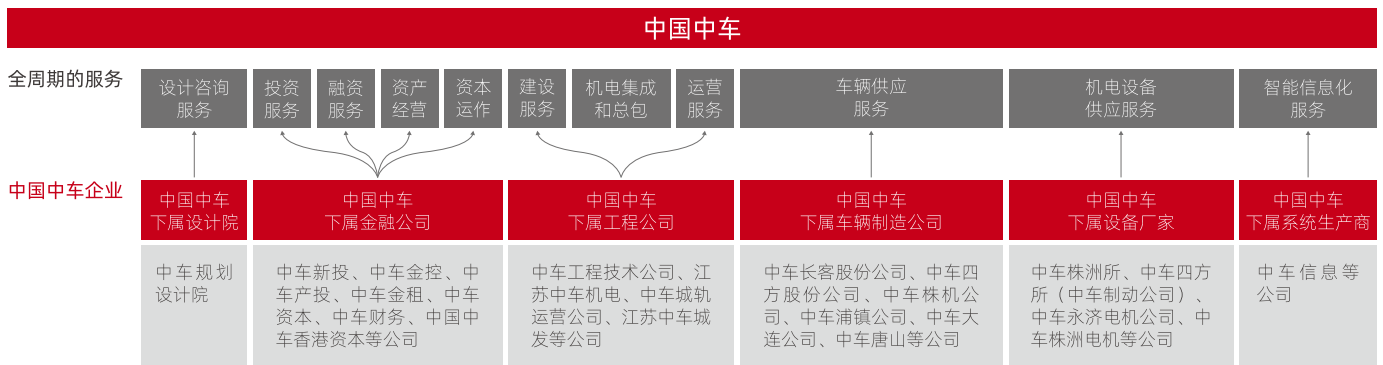 中国中车
全周期的服务
设计咨询
服务
投资
服务
融资
服务
资产
经营
资本
运作
建设
服务
机电集成
和总包
运营
服务
车辆供应
服务
机电设备
供应服务
智能信息化
服务
中国中车企业
中国中车
下属设计院
中国中车
下属金融公司
中国中车
下属工程公司
中国中车
下属车辆制造公司
中国中车
下属设备厂家
中国中车
下属系统生产商
中车规划
设计院
中车新投、中车金控、中
车产投、中车金租、中车
资本、中车财务、中国中
车香港资本等公司
中车工程技术公司、江
苏中车机电、中车城轨
运营公司、江苏中车城
发等公司
中车长客股份公司、中车四
方股份公司、中车株机公
司、中车浦镇公司、中车大
连公司、中车唐山等公司
中车株洲所、中车四方
所（中车制动公司）、
中车永济电机公司、中
车株洲电机等公司
中车信息等
公司